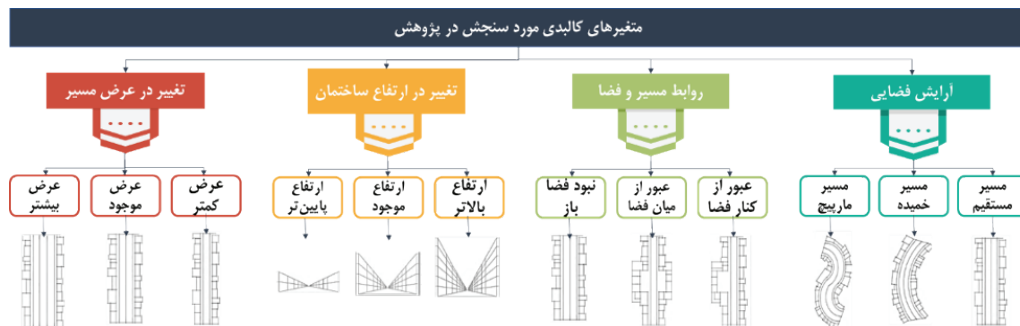 متغیرهای کالبدی مورد سنجش در پژوهش
آرایش فضایی
روابط مسیر و فضا
تغییر در ارتفاع ساختمان
تغییر در عرض مسیر
مسیر
مستقیم
مسیر
خمیده
مسیر
مارپیچ
عبور از
کنار فضا
عبور از
میان فضا
نبود فضا
باز
ارتفاع
بالاتر
ارتفاع
موجود
ارتفاع
پایین‌تر
عرض
کمتر
عرض
موجود
عرض
بیشتر